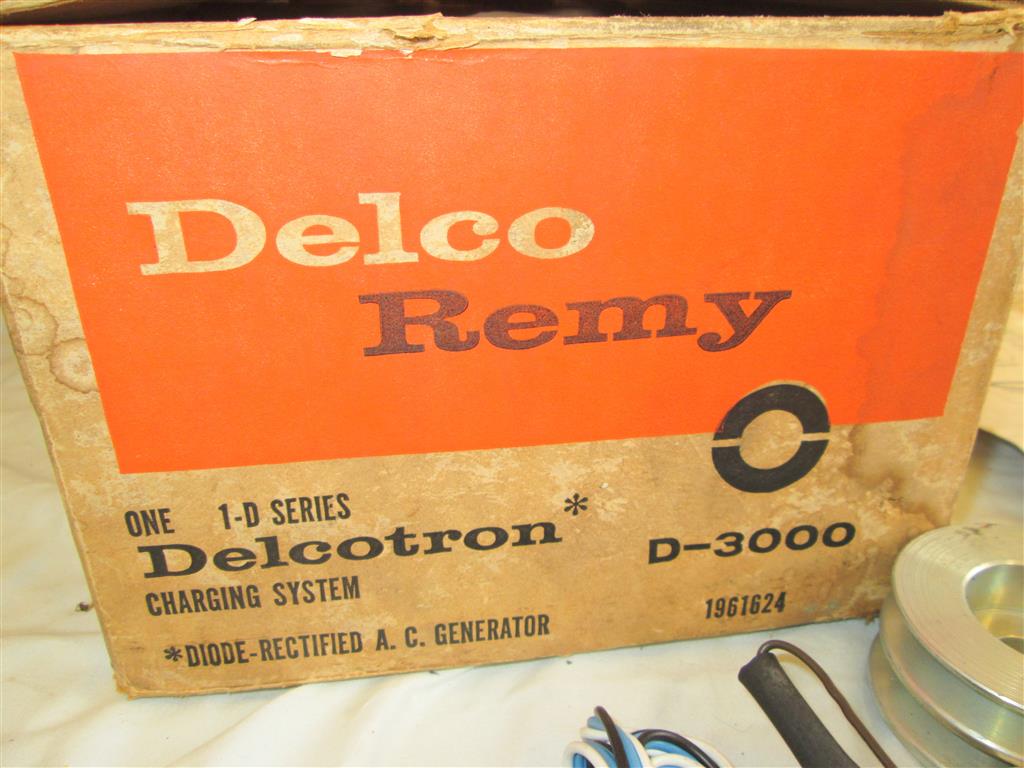 Delco
Remy
ONE 1-D SERIES
Delcotron*
CHARGING SYSTEM
D-3000
*DIODE-RECTIFIED A. C. GENERATOR
1961624